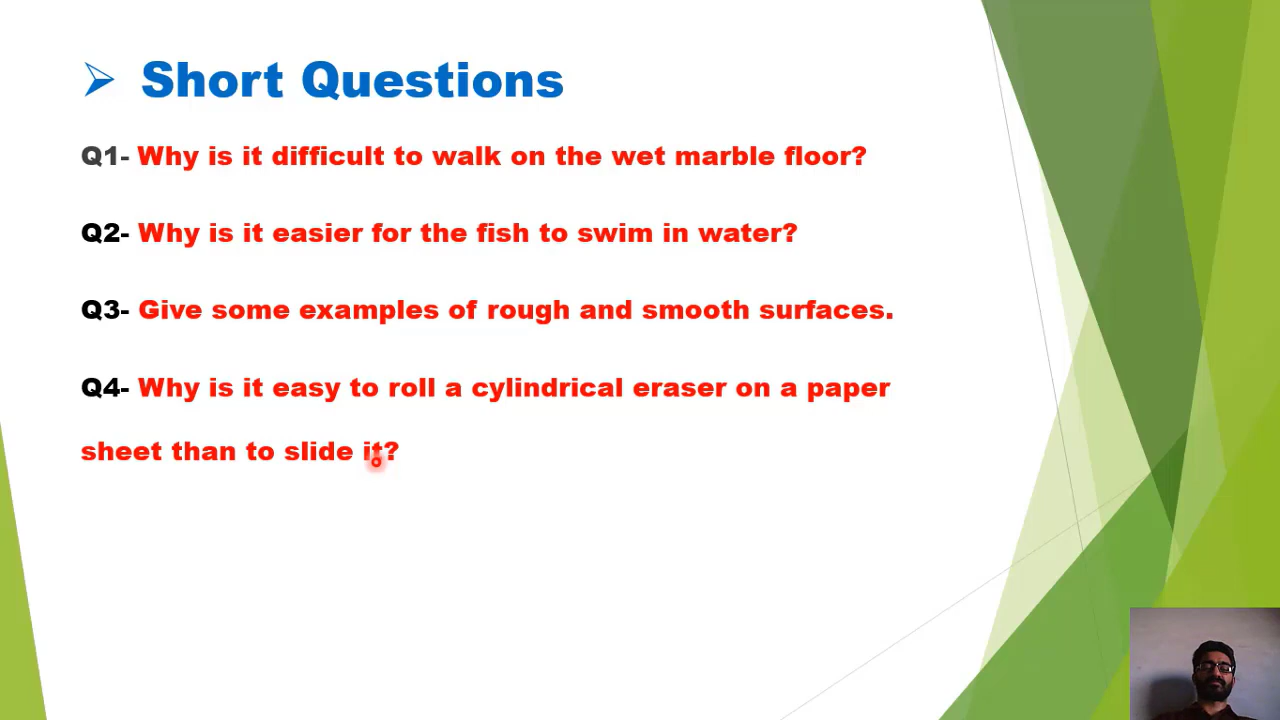 Short Questions
Q1- Why is it difficult to walk on the wet marble floor?
Q2- Why is it easier for the fish to swim in water?
Q3- Give some examples of rough and smooth surfaces.
Q4- Why is it easy to roll a cylindrical eraser on a paper
sheet than to slide it?